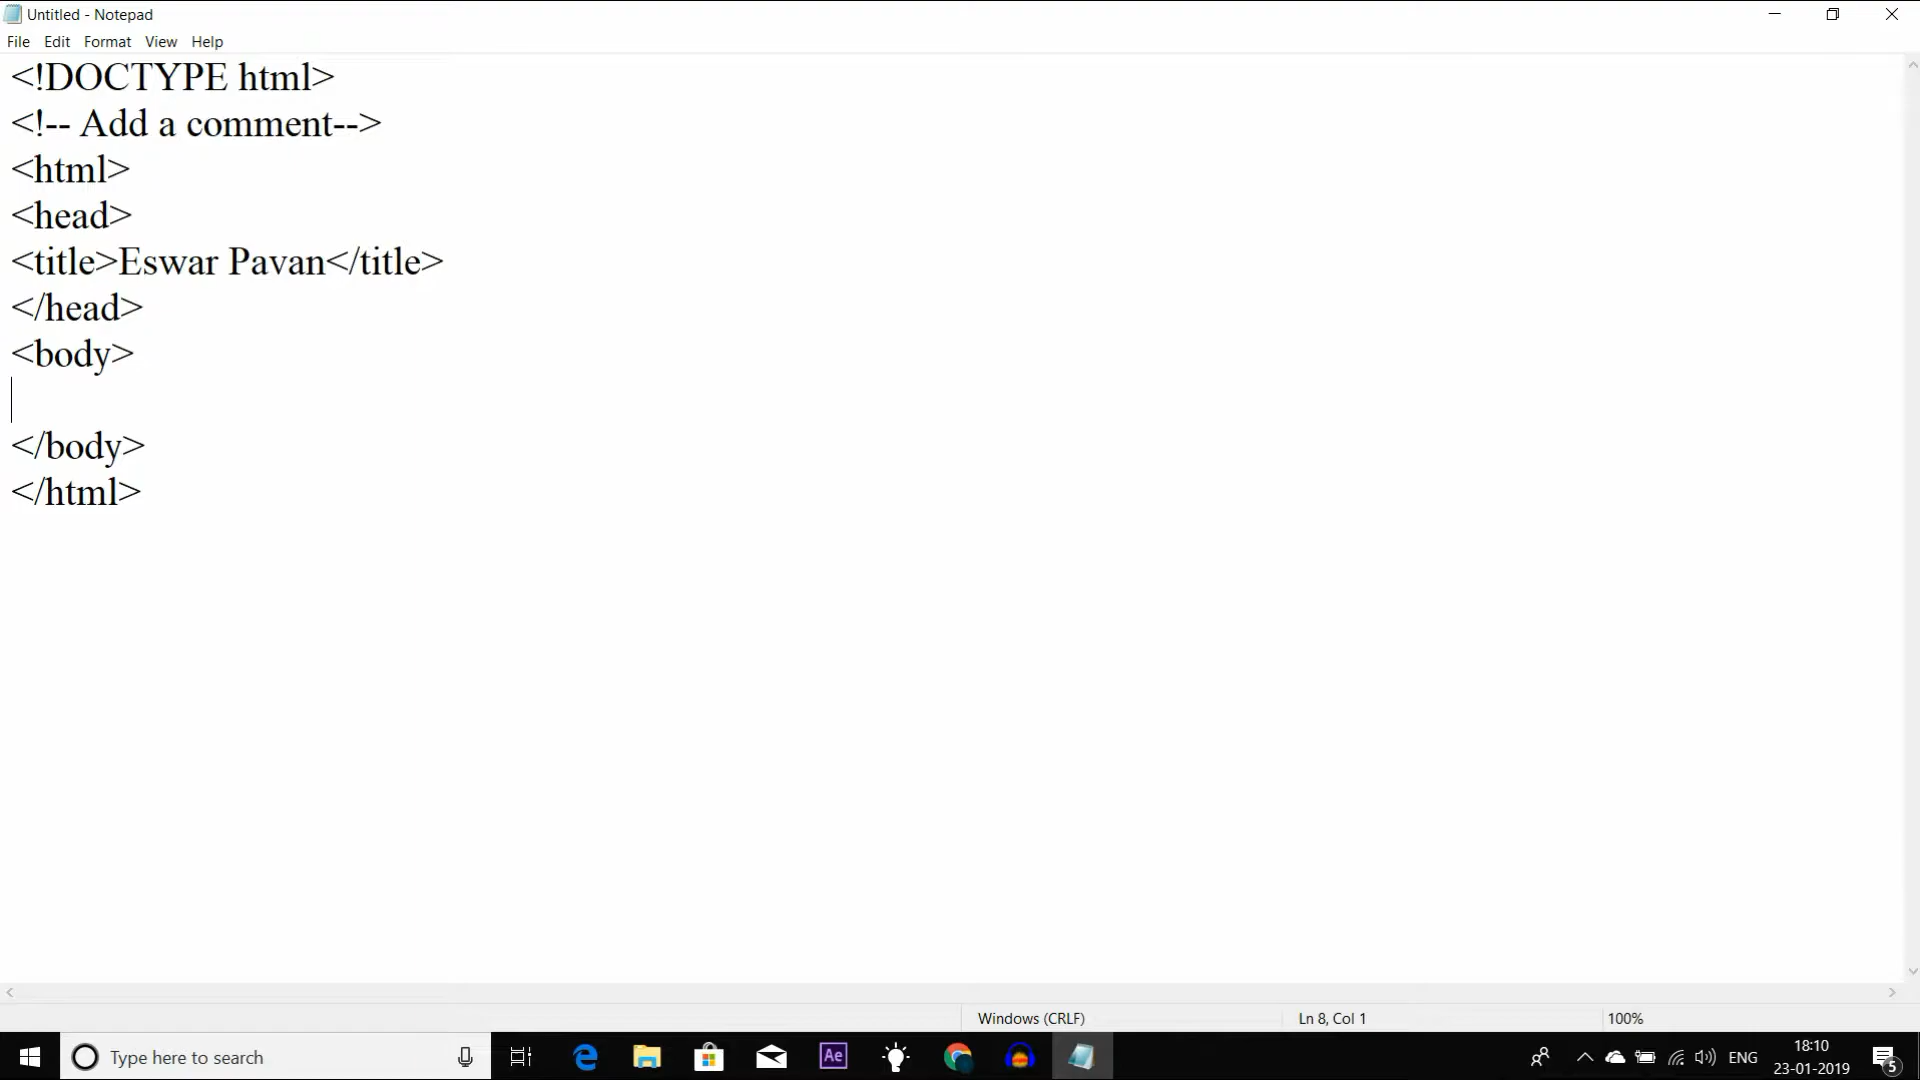 Untitled - Notepad
File Edit Format View Help
<!DOCTYPE html>
<!-- Add a comment-->
<html>
<head>
<title>Eswar Pavan</title>
</head>
<body>
</body>
</html>
Windows (CRLF) Ln 8, Col 1 100%
Type here to search Ae ENG 18:10
23-01-2019 5